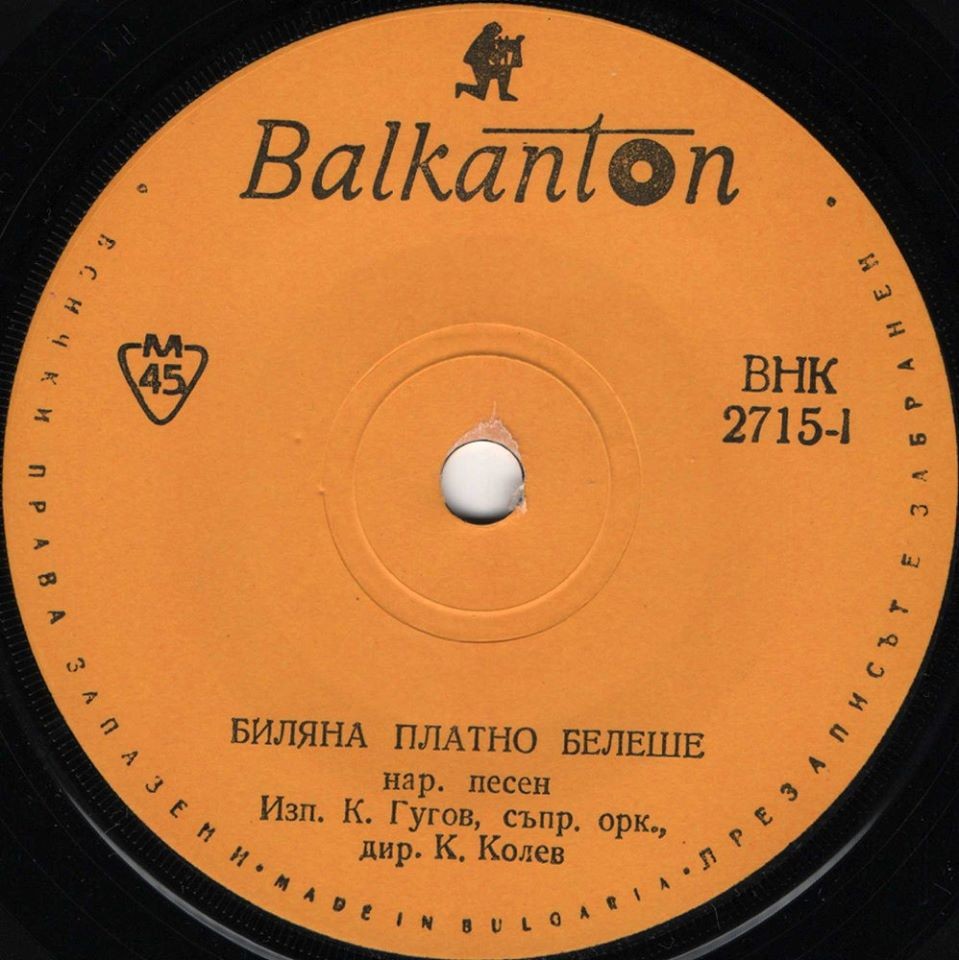 Balkanton
М
45
ВНК
2715-I
БИЛЯНА ПЛАТНО БЕЛЕШЕ
нар. песен
Изп. К. Гугов, съпр. орк.,
дир. К. Колев
• ВСИЧКИ ПРАВА ЗАПАЗЕНИ • MADE IN BULGARIA • ПРЕЗАПИСЪТ Е ЗАБРАНЕН •